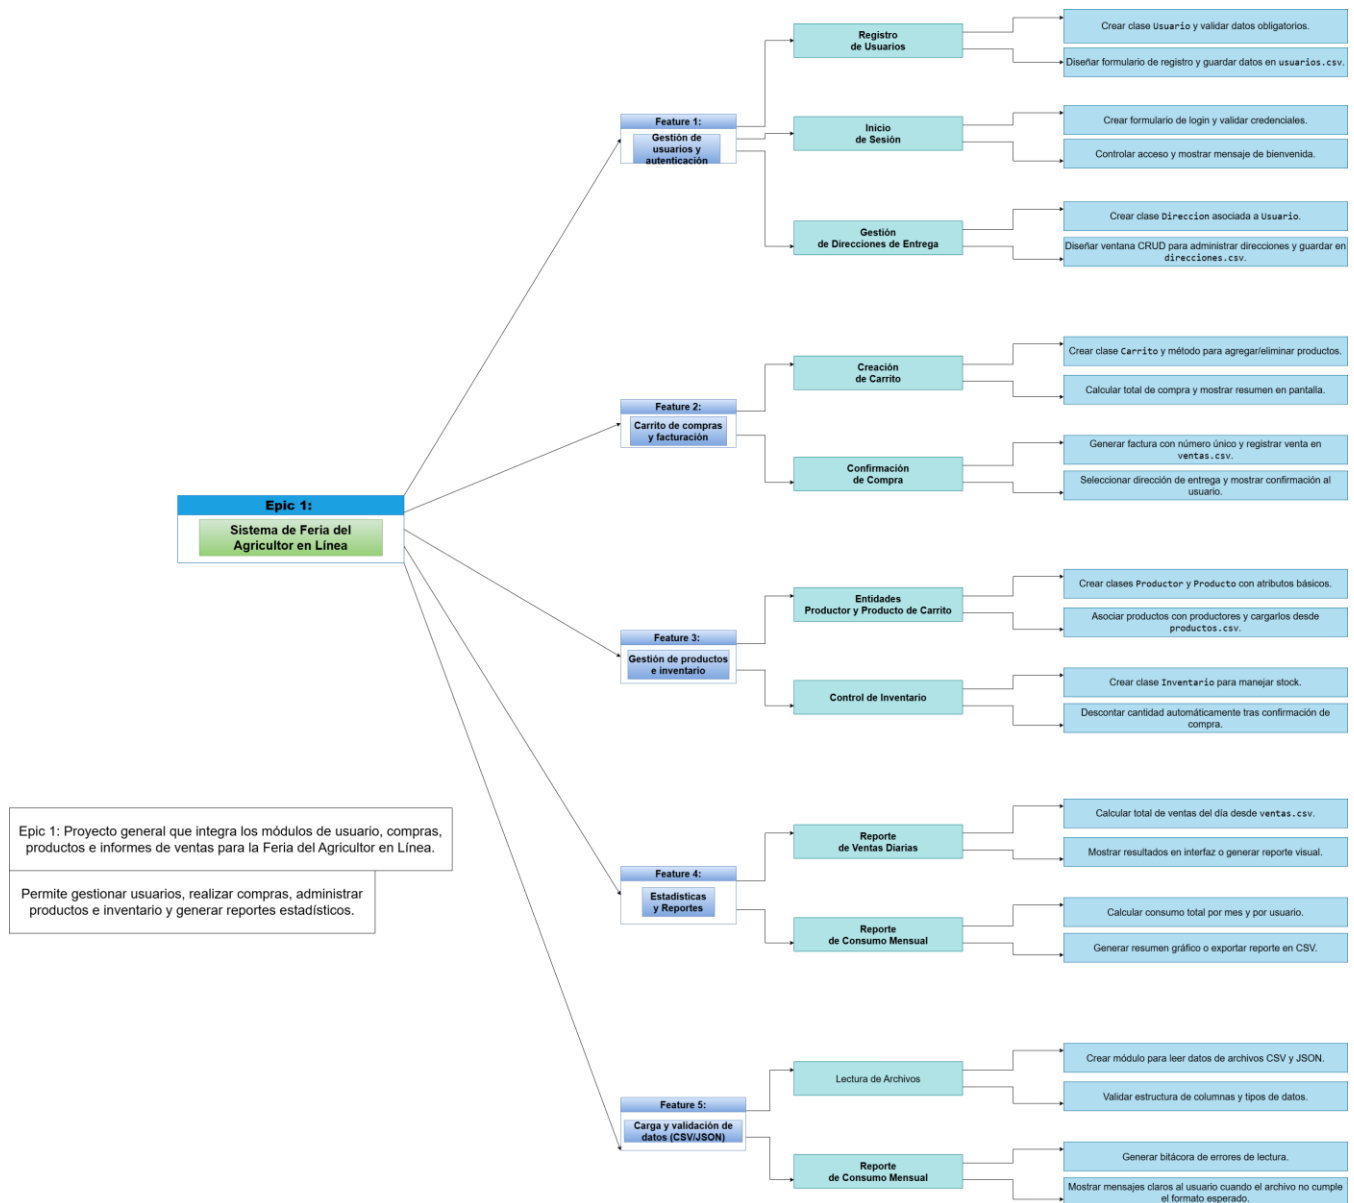 Epic 1:
Sistema de Feria del
Agricultor en Línea
Epic 1: Proyecto general que integra los módulos de usuario, compras,
productos e informes de ventas para la Feria del Agricultor en Línea.
Permite gestionar usuarios, realizar compras, administrar
productos e inventario y generar reportes estadísticos.
Feature 1:
Gestión de
usuarios y
autenticación
Registro
de Usuarios
Crear clase Usuario y validar datos obligatorios.
Diseñar formulario de registro y guardar datos en usuarios.csv.
Inicio
de Sesión
Crear formulario de login y validar credenciales.
Controlar acceso y mostrar mensaje de bienvenida.
Gestión
de Direcciones de Entrega
Crear clase Direccion asociada a Usuario.
Diseñar ventana CRUD para administrar direcciones y guardar en
direcciones.csv.
Feature 2:
Carrito de compras
y facturación
Creación
de Carrito
Crear clase Carrito y método para agregar/eliminar productos.
Calcular total de compra y mostrar resumen en pantalla.
Confirmación
de Compra
Generar factura con número único y registrar venta en
ventas.csv.
Seleccionar dirección de entrega y mostrar confirmación al
usuario.
Feature 3:
Gestión de productos
e inventario
Entidades
Productor y Producto de Carrito
Crear clases Productor y Producto con atributos básicos.
Asociar productos con productores y cargarlos desde
productos.csv.
Control de Inventario
Crear clase Inventario para manejar stock.
Descontar cantidad automáticamente tras confirmación de
compra.
Feature 4:
Estadísticas
y Reportes
Reporte
de Ventas Diarias
Calcular total de ventas del día desde ventas.csv.
Mostrar resultados en interfaz o generar reporte visual.
Reporte
de Consumo Mensual
Calcular consumo total por mes y por usuario.
Generar resumen gráfico o exportar reporte en CSV.
Feature 5:
Carga y validación de
datos (CSV/JSON)
Lectura de Archivos
Crear módulo para leer datos de archivos CSV y JSON.
Validar estructura de columnas y tipos de datos.
Reporte
de Consumo Mensual
Generar bitácora de errores de lectura.
Mostrar mensajes claros al usuario cuando el archivo no cumple
el formato esperado.